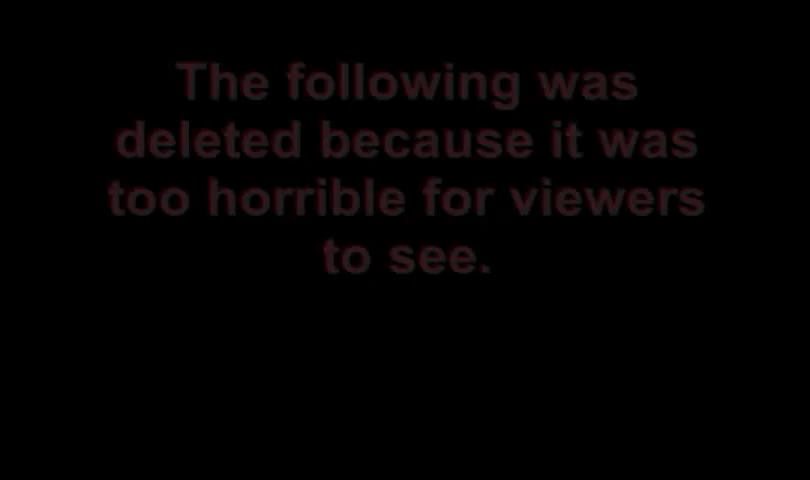 The following was
deleted because it was
too horrible for viewers
to see.